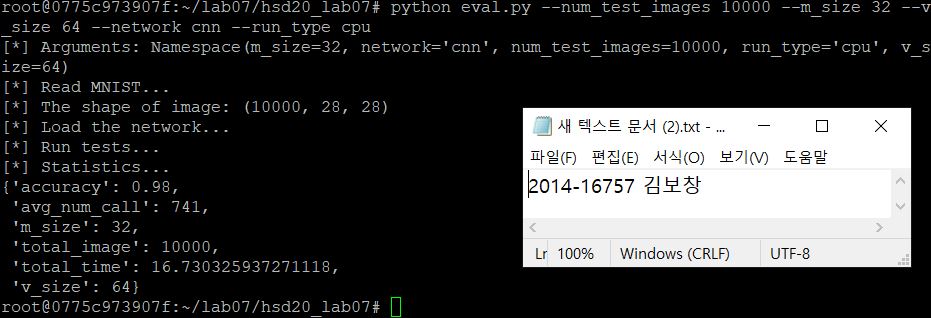 root@0775c973907f:~/lab07/hsd20_lab07# python eval.py --num_test_images 10000 --m_size 32 --v
_size 64 --network cnn --run_type cpu
[*] Arguments: Namespace(m_size=32, network='cnn', num_test_images=10000, run_type='cpu', v_s
ize=64)
[*] Read MNIST...
[*] The shape of image: (10000, 28, 28)
[*] Load the network...
[*] Run tests...
[*] Statistics...
{'accuracy': 0.98,
 'avg_num_call': 741,
 'm_size': 32,
 'total_image': 10000,
 'total_time': 16.730325937271118,
 'v_size': 64}
root@0775c973907f:~/lab07/hsd20_lab07#
새 텍스트 문서 (2).txt - ...
파일(F) 편집(E) 서식(O) 보기(V) 도움말
2014-16757 김보창
Lr 100% Windows (CRLF) UTF-8